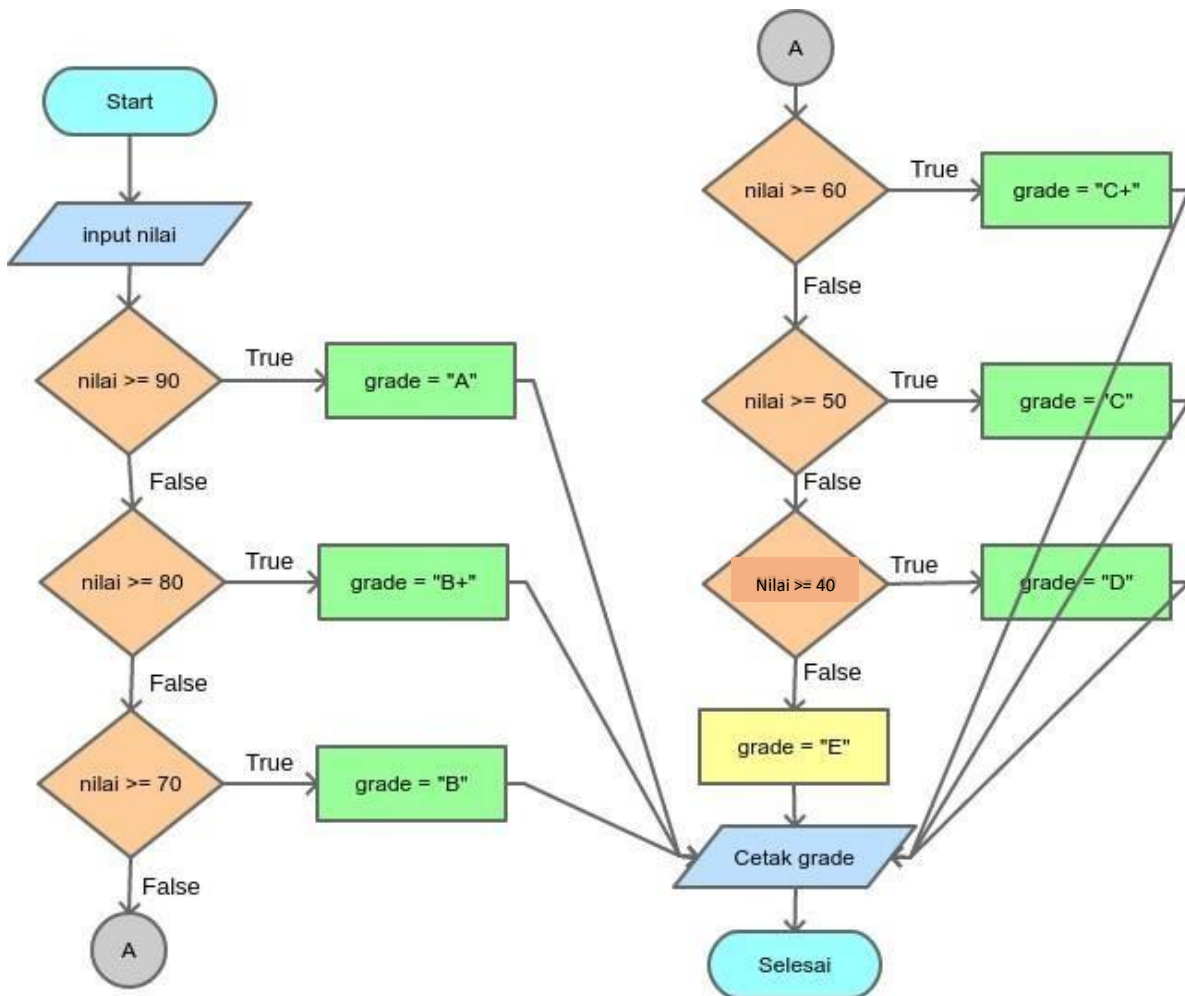 Start
input nilai
nilai >= 90
True
grade = "A"
False
nilai >= 80
True
grade = "B+"
False
nilai >= 70
True
grade = "B"
False
A
A
nilai >= 60
True
grade = "C+"
False
nilai >= 50
True
grade = "C"
False
Nilai >= 40
True
grade = "D"
False
grade = "E"
Cetak grade
Selesai